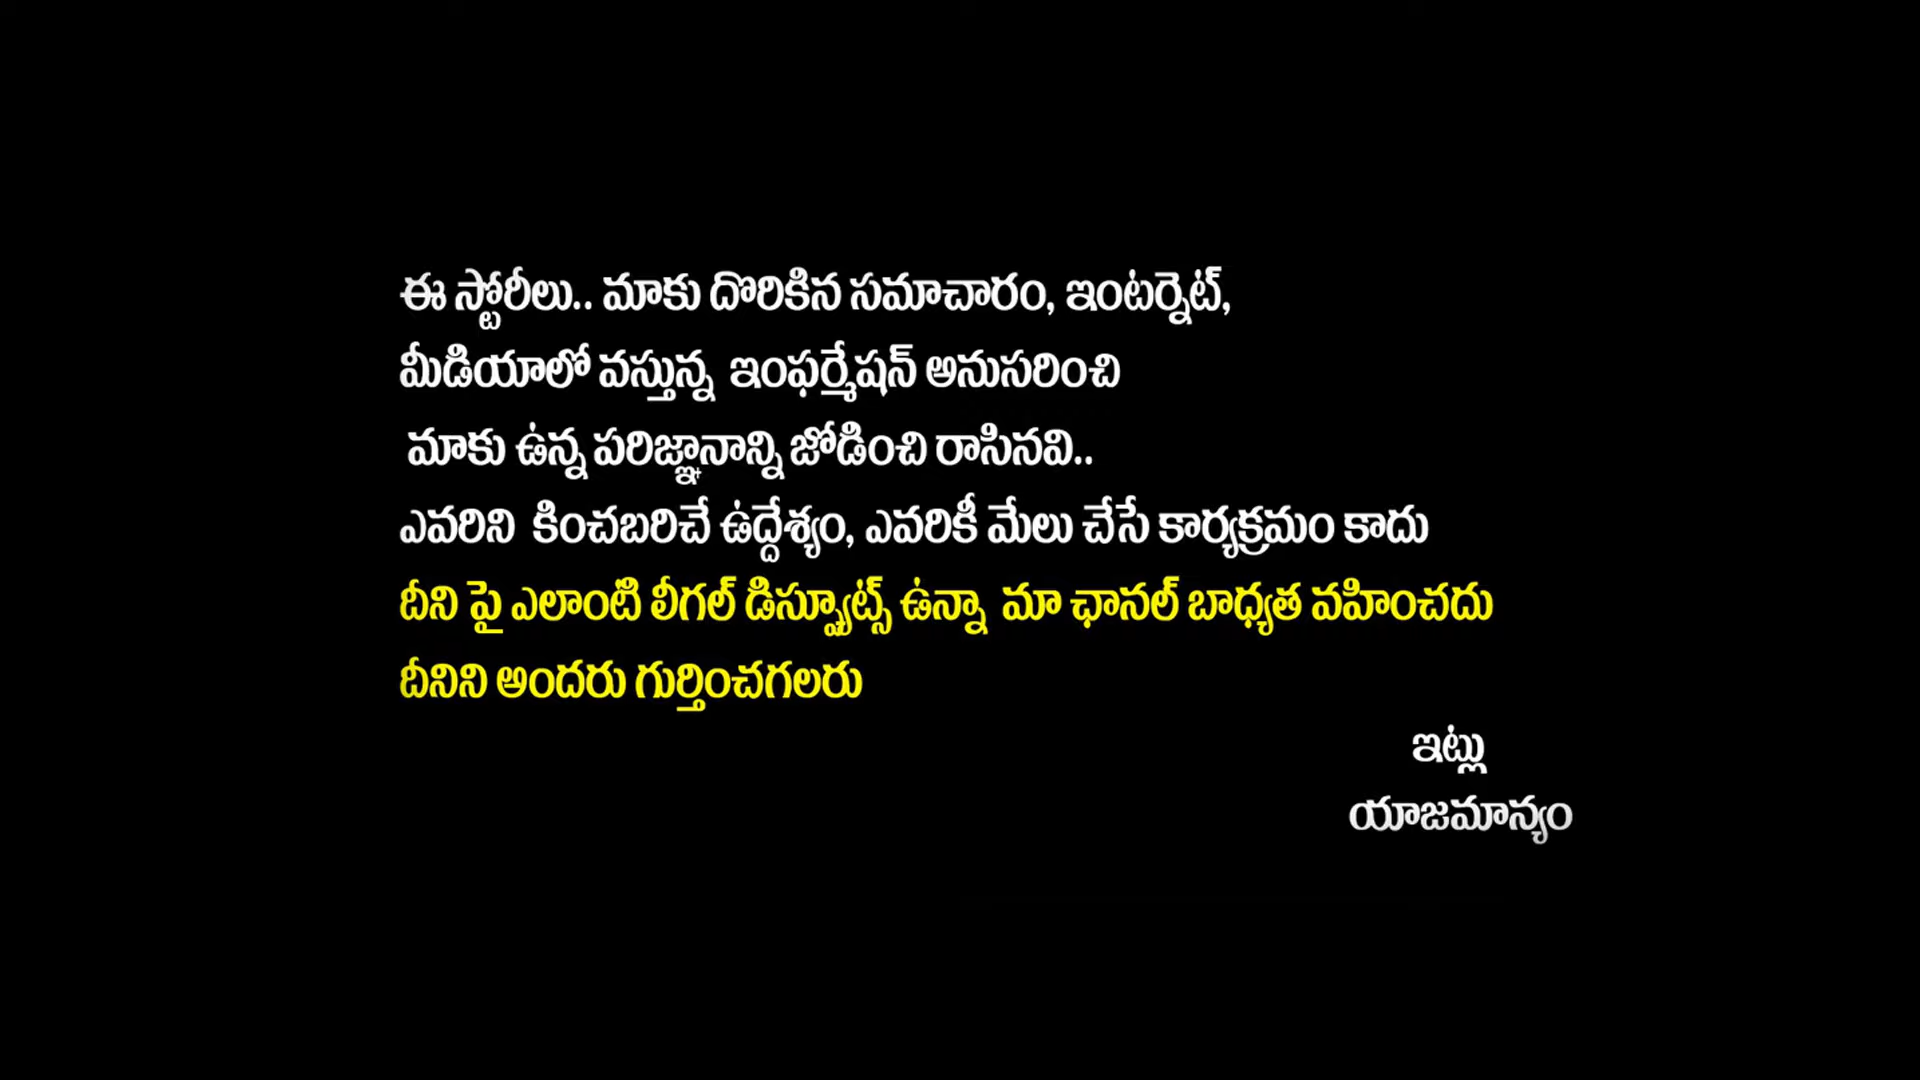 ఈ స్టోరీలు.. మాకు దొరికిన సమాచారం, ఇంటర్నెట్,
మీడియాలో వస్తున్న ఇంఫర్మేషన్ అనుసరించి
మాకు ఉన్న పరిజ్ఞానాన్ని జోడించి రాసినవి..
ఎవరిని కించబరిచే ఉద్దేశ్యం, ఎవరికీ మేలు చేసే కార్యక్రమం కాదు
దీని పై ఎలాంటి లీగల్ డిస్ప్యూట్స్ ఉన్నా మా ఛానల్ బాధ్యత వహించదు
దీనిని అందరు గుర్తించగలరు
ఇట్లు
యాజమాన్యం